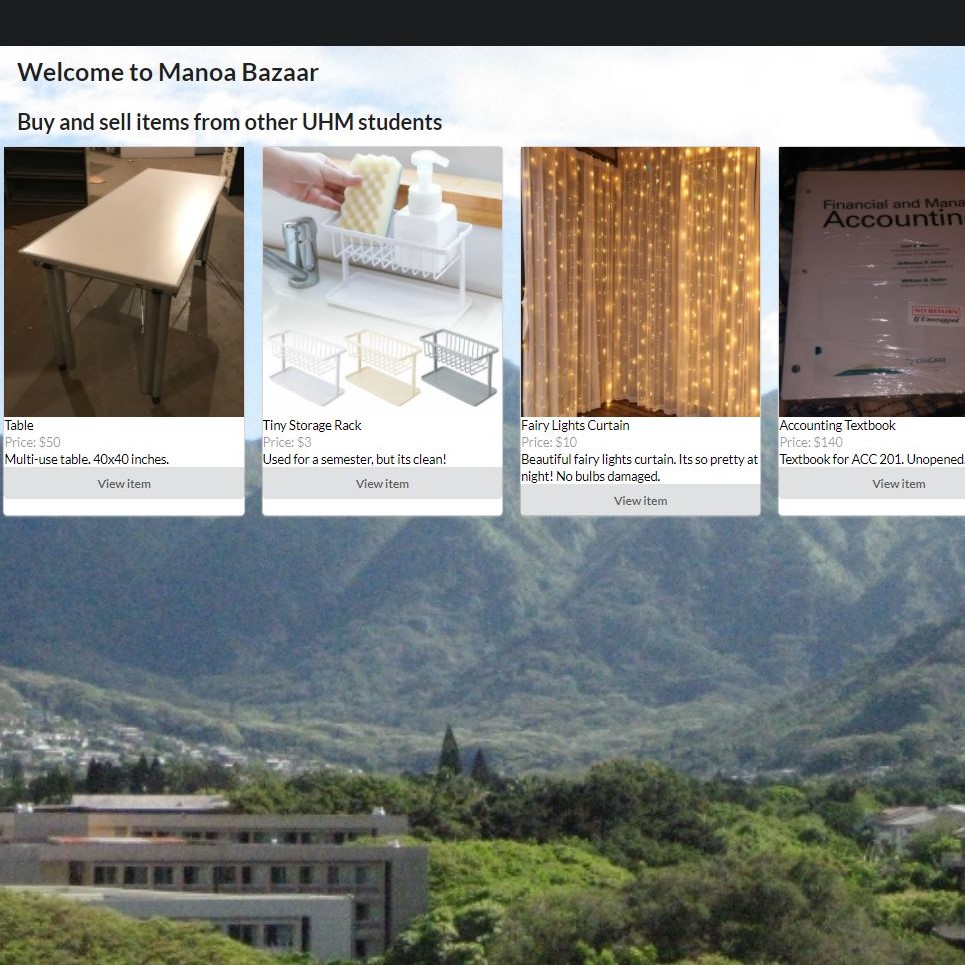 Welcome to Manoa Bazaar
Buy and sell items from other UHM students
Financial and Mana
Accountin
NO RETURN
If Unwrapped
CENGAGE
Table
Price: $50
Multi-use table. 40x40 inches.
View item
Tiny Storage Rack
Price: $3
Used for a semester, but its clean!
View item
Fairy Lights Curtain
Price: $10
Beautiful fairy lights curtain. Its so pretty at
night! No bulbs damaged.
View item
Accounting Textbook
Price: $140
Textbook for ACC 201. Unopened.
View item